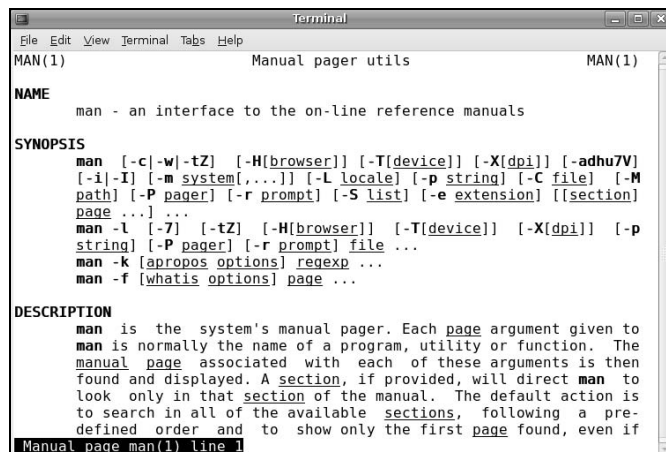 Terminal
File Edit View Terminal Tabs Help
MAN(1) Manual pager utils MAN(1)
NAME
man - an interface to the on-line reference manuals
SYNOPSIS
man [-c|-w|-tZ] [-H[browser]] [-T[device]] [-X[dpi]] [-adhu7V]
[-i|-I] [-m system[,...]] [-L locale] [-p string] [-C file] [-M
path] [-P pager] [-r prompt] [-S list] [-e extension] [[section]
page ...] ...
man -l [-7] [-tZ] [-H[browser]] [-T[device]] [-X[dpi]] [-p
string] [-P pager] [-r prompt] file ...
man -k [apropos options] regexp ...
man -f [whatis options] page ...
DESCRIPTION
man is the system's manual pager. Each page argument given to
man is normally the name of a program, utility or function. The
manual page associated with each of these arguments is then
found and displayed. A section, if provided, will direct man to
look only in that section of the manual. The default action is
to search in all of the available sections, following a pre-
defined order and to show only the first page found, even if
Manual page man(1) line 1